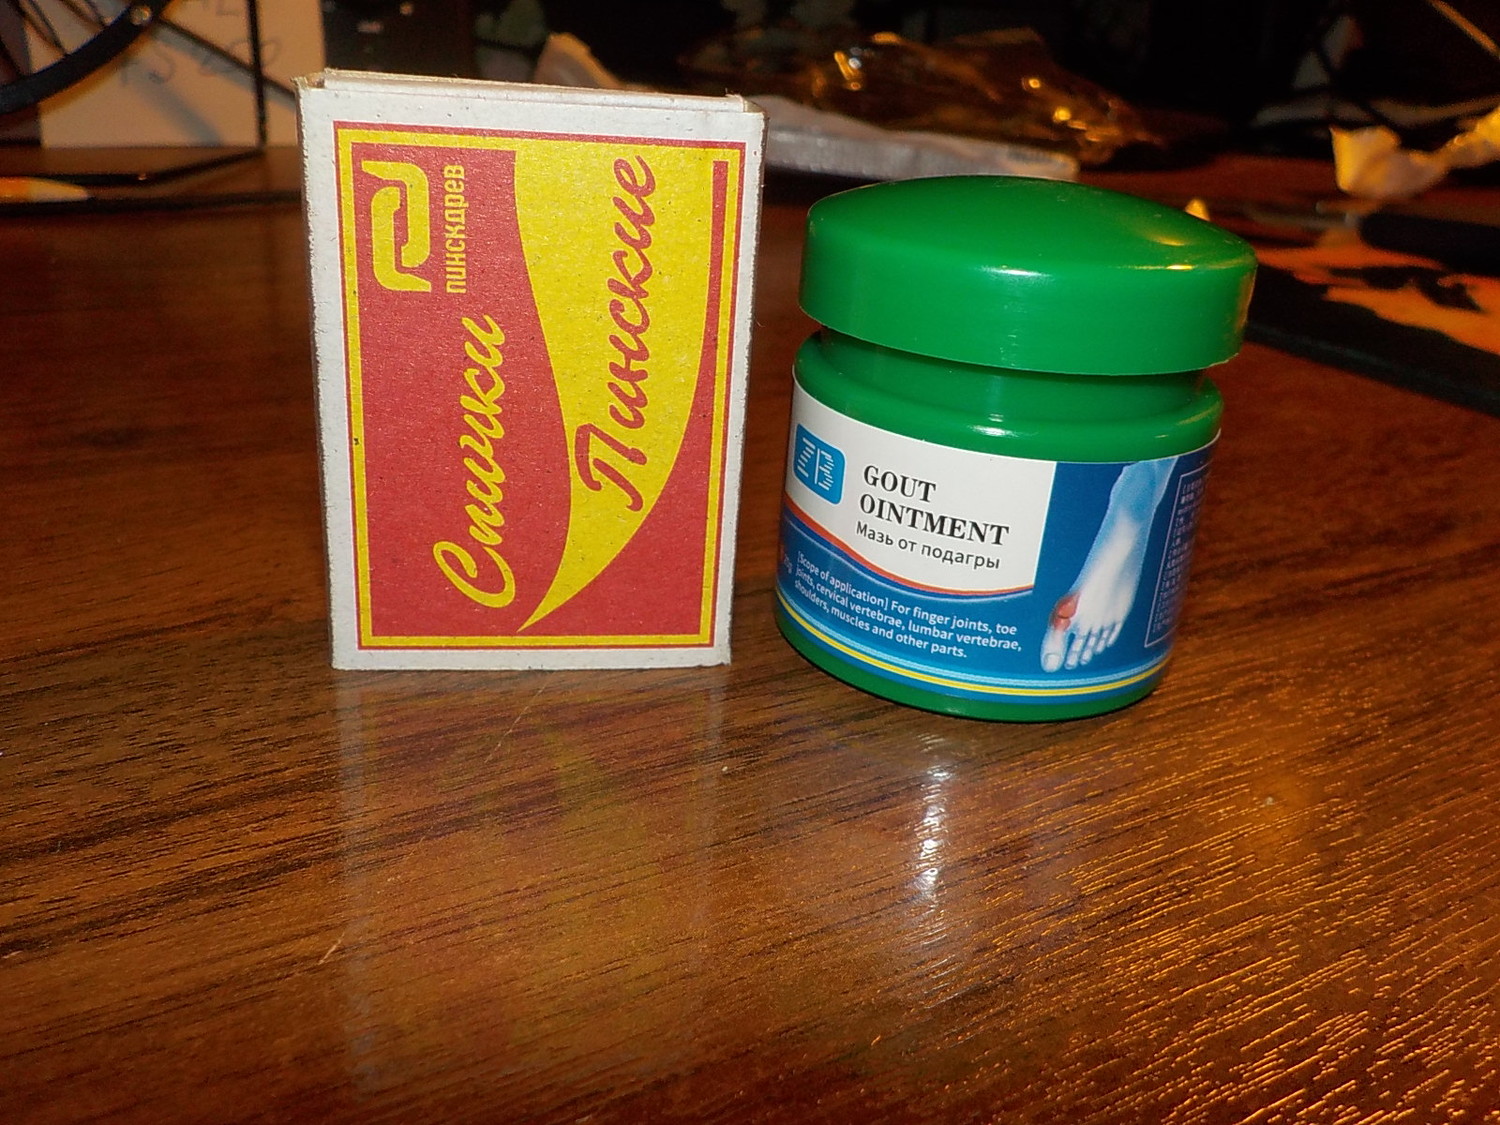 ПИНСКДРЕВ
Спички
Пинские
GOUT
OINTMENT
Мазь от подагры
[Scope of application] For finger joints, toe
joints, cervical vertebrae, lumbar vertebrae,
shoulders, muscles and other parts.